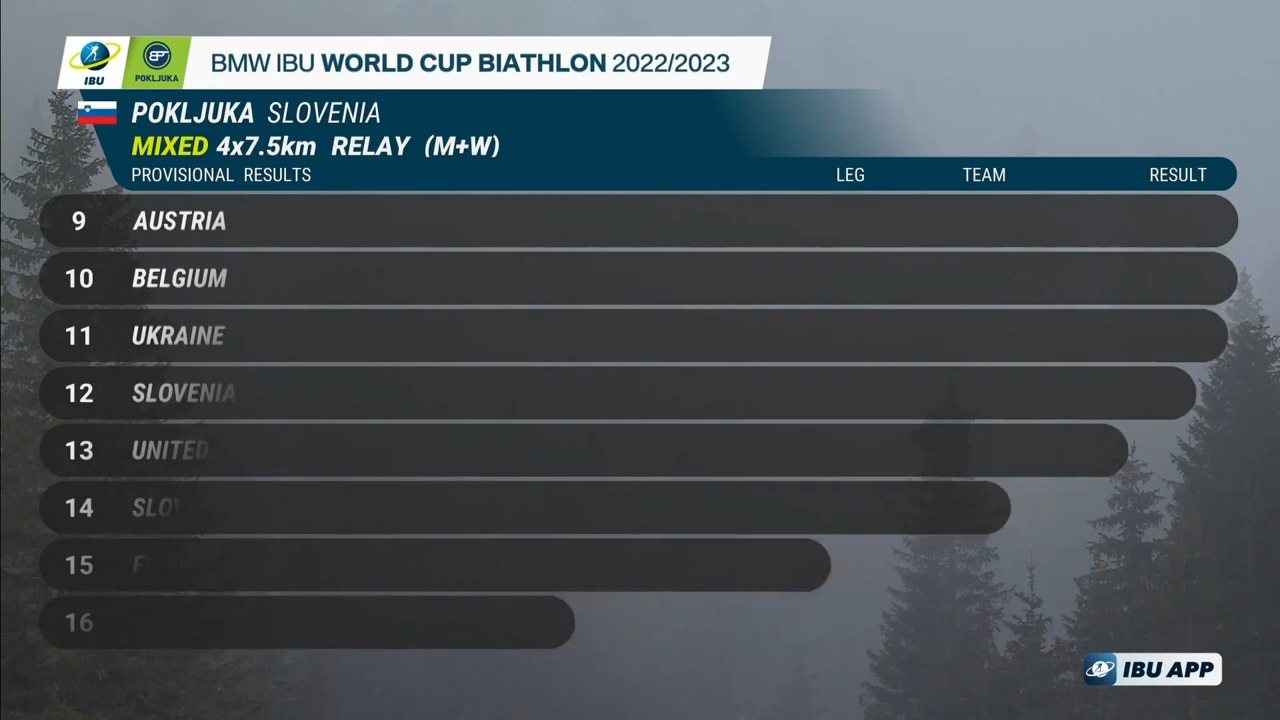 IBU
POKLJUKA
BMW IBU WORLD CUP BIATHLON 2022/2023
POKLJUKA SLOVENIA
MIXED 4x7.5km RELAY (M+W)
PROVISIONAL RESULTS LEG TEAM RESULT
9 AUSTRIA
10 BELGIUM
11 UKRAINE
12 SLOVENIA
13 UNITED
14
15
16
IBU APP